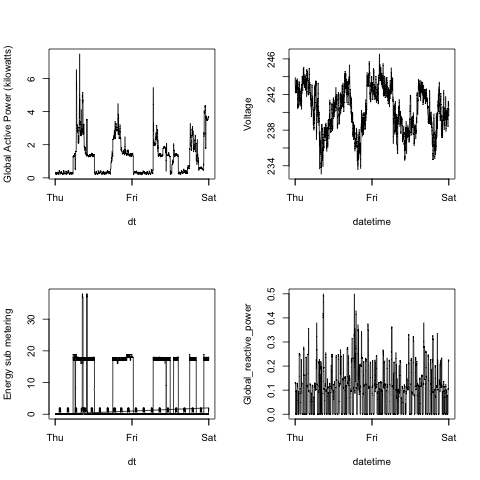 Global Active Power (kilowatts)
0 2 4 6
Thu Fri Sat
dt
Voltage
234 238 242 246
Thu Fri Sat
datetime
Energy sub metering
0 10 20 30
Thu Fri Sat
dt
Global_reactive_power
0.0 0.1 0.2 0.3 0.4 0.5
Thu Fri Sat
datetime